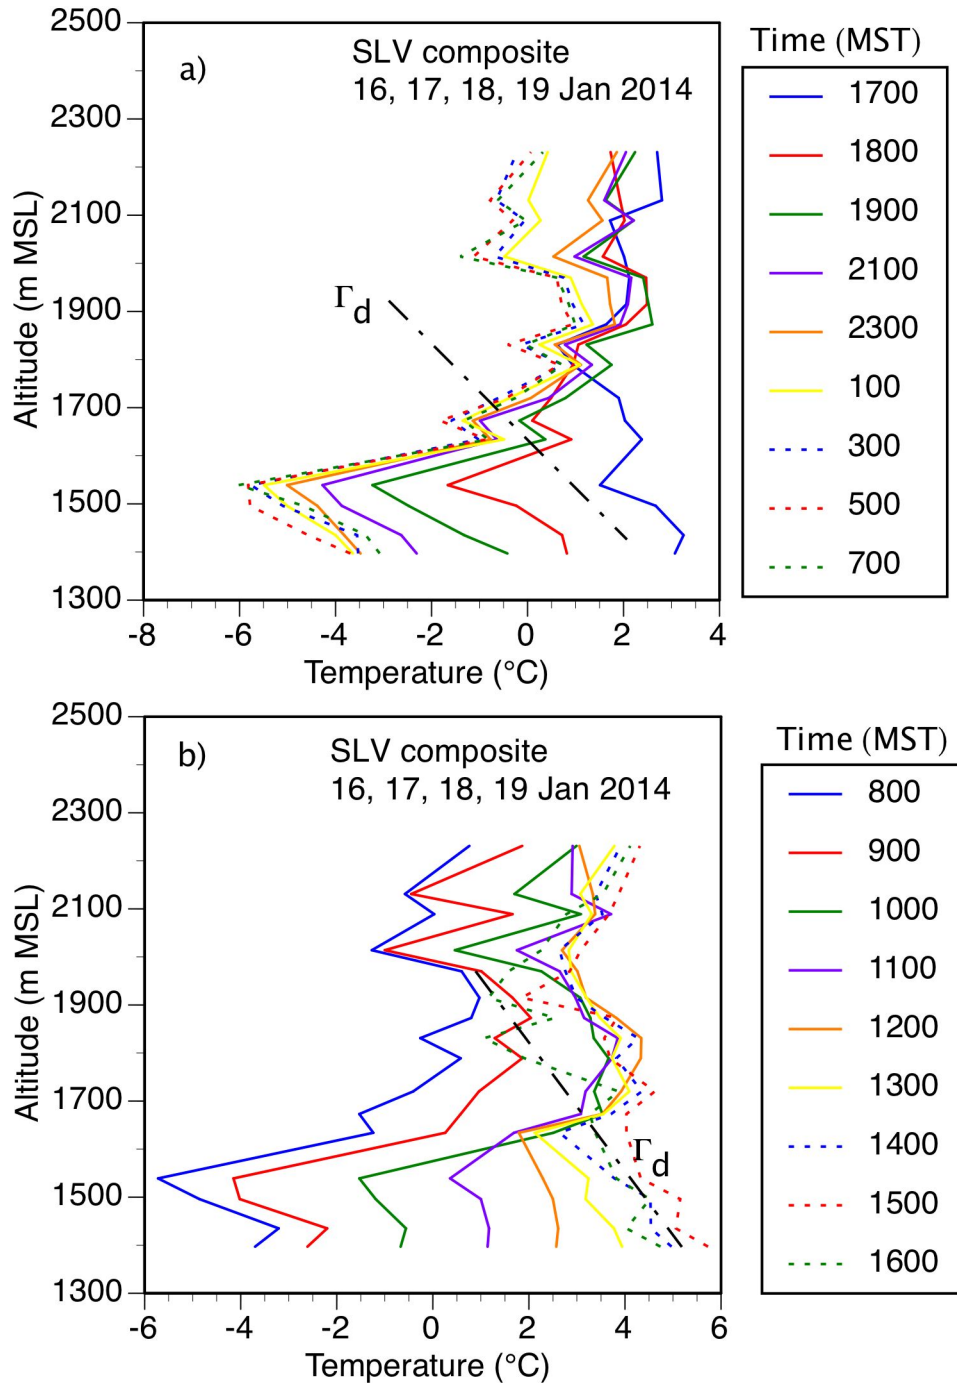 2500
2300
2100
1900
1700
1500
1300
Altitude (m MSL)
a)
SLV composite
16, 17, 18, 19 Jan 2014
Γd
-8 -6 -4 -2 0 2 4
Temperature (°C)
Time (MST)
1700
1800
1900
2100
2300
100
300
500
700
2500
2300
2100
1900
1700
1500
1300
Altitude (m MSL)
b)
SLV composite
16, 17, 18, 19 Jan 2014
Γd
-6 -4 -2 0 2 4 6
Temperature (°C)
Time (MST)
800
900
1000
1100
1200
1300
1400
1500
1600